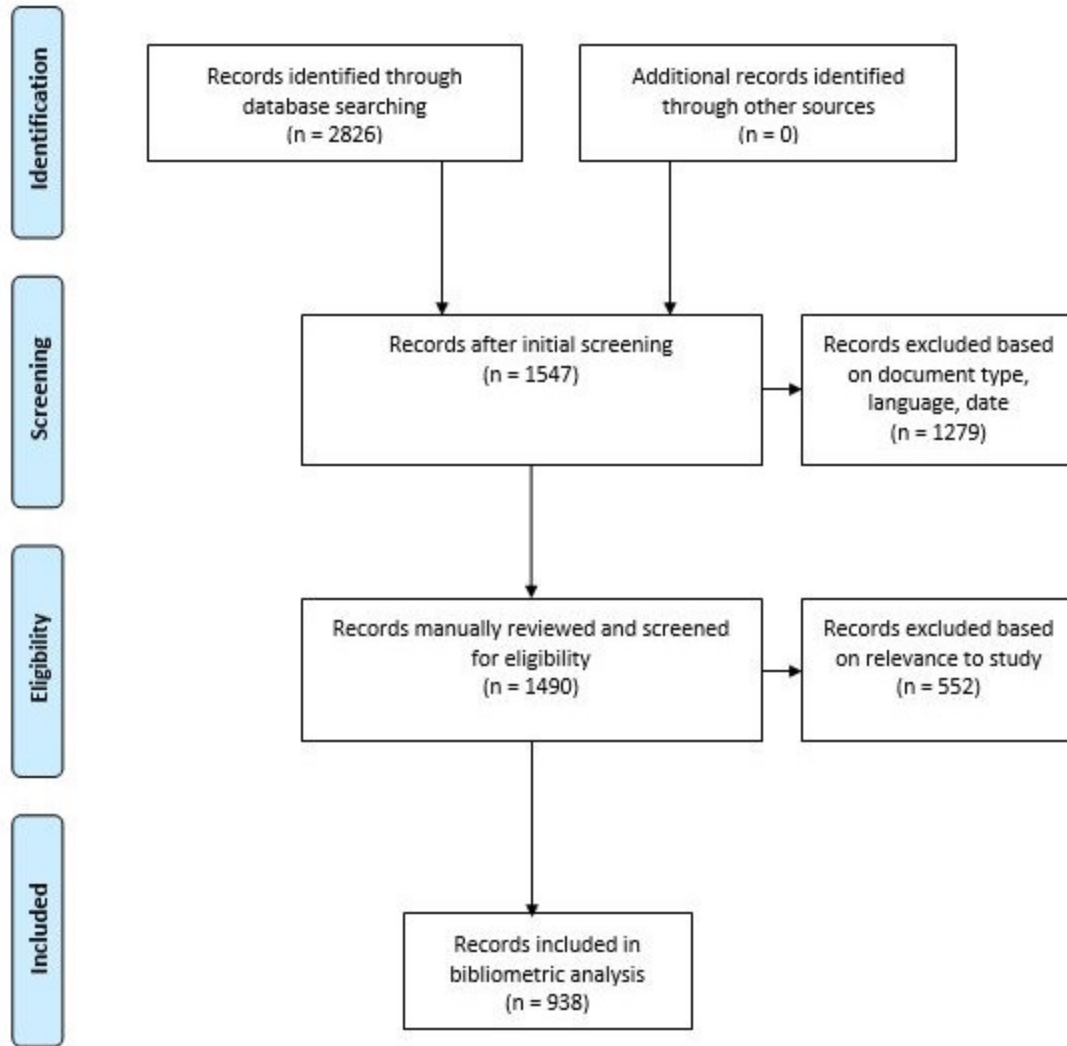 Identification
Records identified through
database searching
(n = 2826)
Additional records identified
through other sources
(n = 0)
Screening
Records after initial screening
(n = 1547)
Records excluded based
on document type,
language, date
(n = 1279)
Eligibility
Records manually reviewed and screened
for eligibility
(n = 1490)
Records excluded based
on relevance to study
(n = 552)
Included
Records included in
bibliometric analysis
(n = 938)